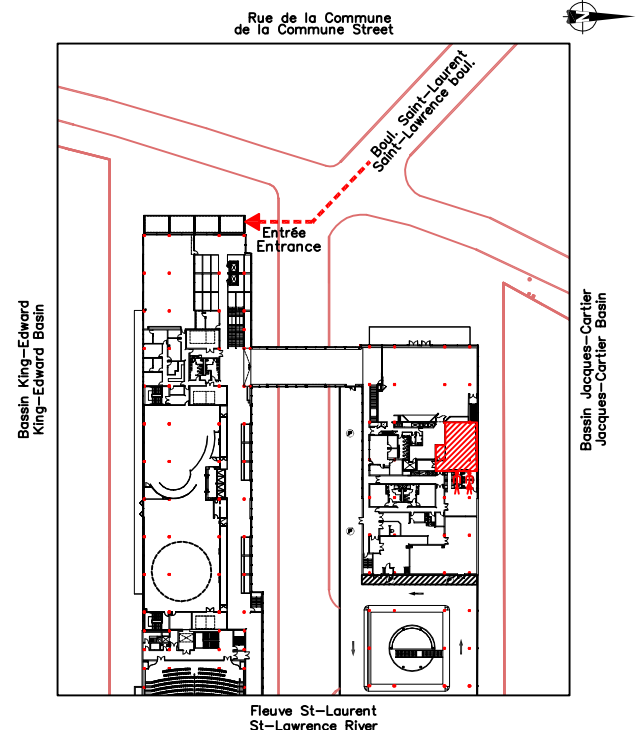 Rue de la Commune
de la Commune Street
Boul. Saint-Laurent
Saint-Lawrence boul.
Entrée
Entrance
Bassin King-Edward
King-Edward Basin
Bassin Jacques-Cartier
Jacques-Cartier Basin
P
P
Fleuve St-Laurent
St-Lawrence River